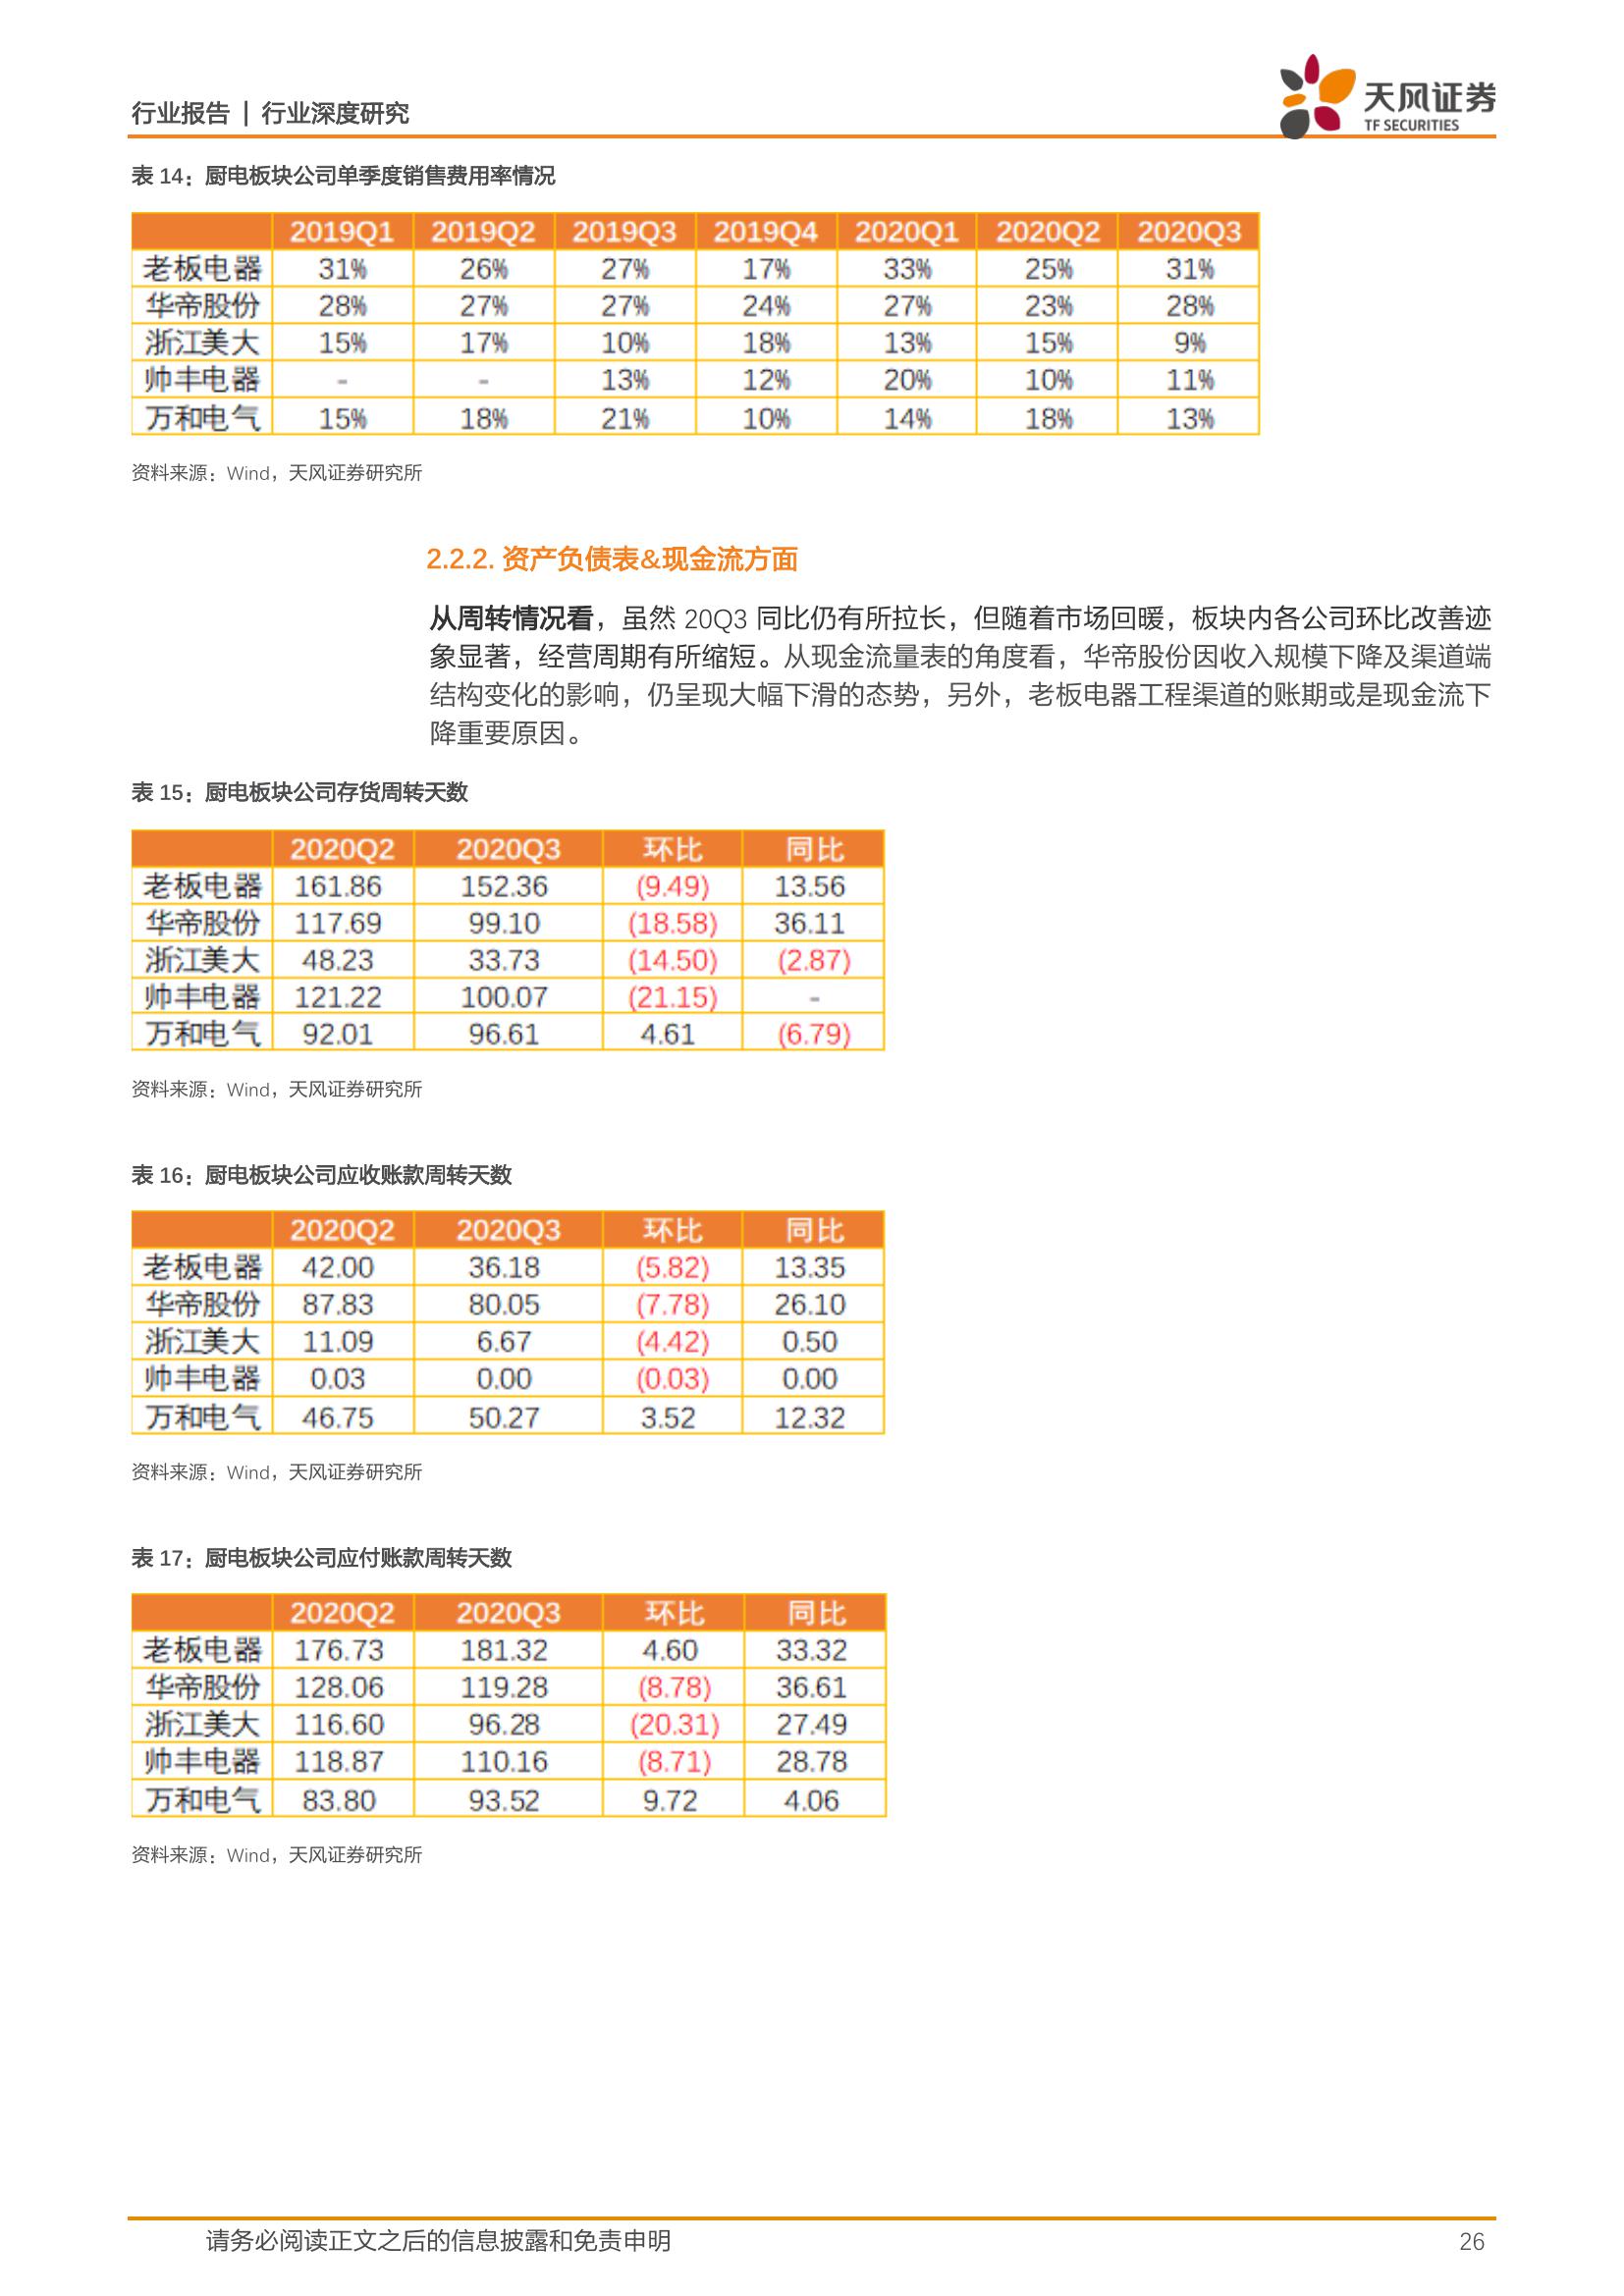 行业报告 | 行业深度研究
天风证券
TF SECURITIES
表 14：厨电板块公司单季度销售费用率情况
2019Q1 2019Q2 2019Q3 2019Q4 2020Q1 2020Q2 2020Q3
老板电器 31% 26% 27% 17% 33% 25% 31%
华帝股份 28% 27% 27% 24% 27% 23% 28%
浙江美大 15% 17% 10% 18% 13% 15% 9%
帅丰电器 - - 13% 12% 20% 10% 11%
万和电气 15% 18% 21% 10% 14% 18% 13%
资料来源：Wind，天风证券研究所
2.2.2. 资产负债表&现金流方面
从周转情况看，虽然 20Q3 同比仍有所拉长，但随着市场回暖，板块内各公司环比改善迹
象显著，经营周期有所缩短。从现金流量表的角度看，华帝股份因收入规模下降及渠道端
结构变化的影响，仍呈现大幅下滑的态势，另外，老板电器工程渠道的账期或是现金流下
降重要原因。
表 15：厨电板块公司存货周转天数
2020Q2 2020Q3 环比 同比
老板电器 161.86 152.36 (9.49) 13.56
华帝股份 117.69 99.10 (18.58) 36.11
浙江美大 48.23 33.73 (14.50) (2.87)
帅丰电器 121.22 100.07 (21.15) -
万和电气 92.01 96.61 4.61 (6.79)
资料来源：Wind，天风证券研究所
表 16：厨电板块公司应收账款周转天数
2020Q2 2020Q3 环比 同比
老板电器 42.00 36.18 (5.82) 13.35
华帝股份 87.83 80.05 (7.78) 26.10
浙江美大 11.09 6.67 (4.42) 0.50
帅丰电器 0.03 0.00 (0.03) 0.00
万和电气 46.75 50.27 3.52 12.32
资料来源：Wind，天风证券研究所
表 17：厨电板块公司应付账款周转天数
2020Q2 2020Q3 环比 同比
老板电器 176.73 181.32 4.60 33.32
华帝股份 128.06 119.28 (8.78) 36.61
浙江美大 116.60 96.28 (20.31) 27.49
帅丰电器 118.87 110.16 (8.71) 28.78
万和电气 83.80 93.52 9.72 4.06
资料来源：Wind，天风证券研究所
请务必阅读正文之后的信息披露和免责申明 26